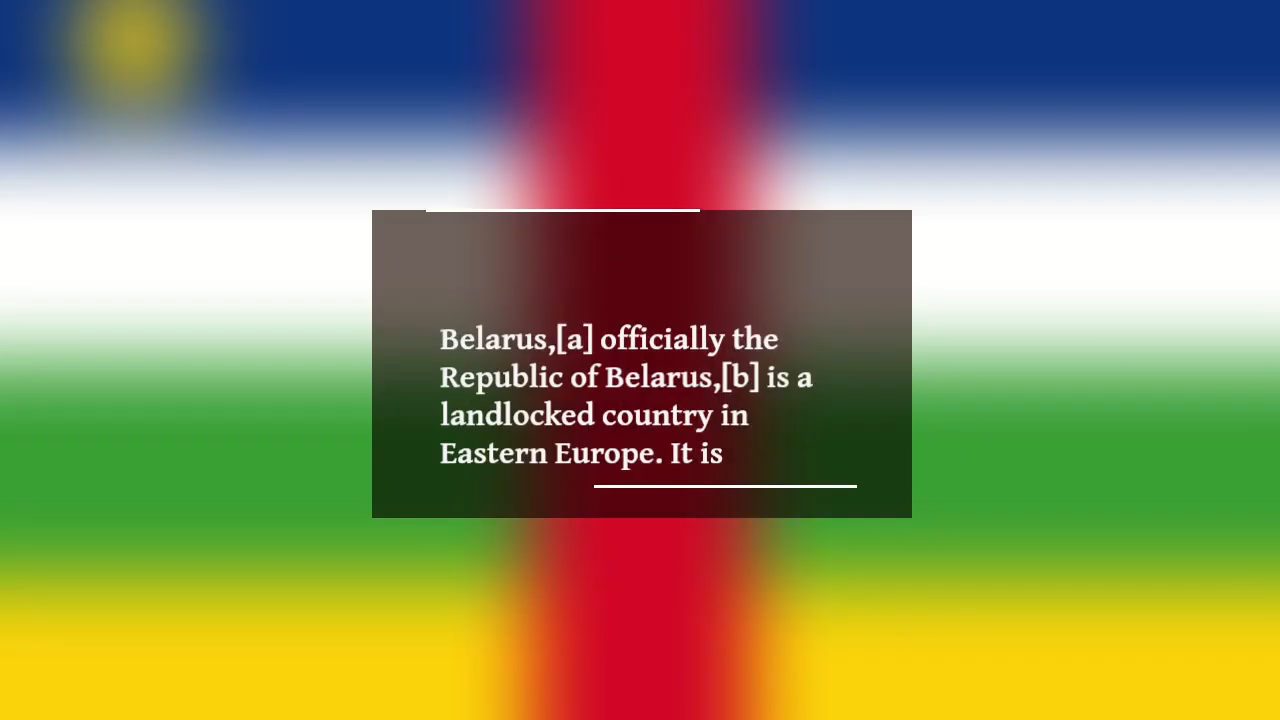 Belarus,[a] officially the
Republic of Belarus,[b] is a
landlocked country in
Eastern Europe. It is